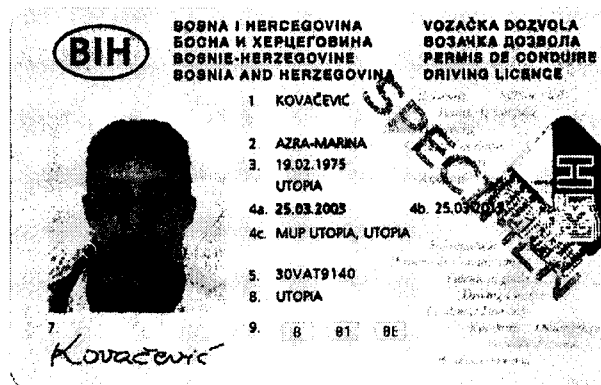 BIH
BOSNA I HERCEGOVINA
БОСНА И ХЕРЦЕГОВИНА
BOSNIE-HERZEGOVINE
BOSNIA AND HERZEGOVINA
VOZAČKA DOZVOLA
ВОЗАЧКА ДОЗВОЛА
PERMIS DE CONDUIRE
DRIVING LICENCE
1 KOVAČEVIĆ
2. AZRA-MARINA
3. 19.02.1975
UTOPIA
4a. 25.03.2003 4b. 25.03
4c. MUP UTOPIA, UTOPIA
5. 30VAT9140
8. UTOPIA
9. B B1 BE
7.
Kovačević
SPECIMEN
BIH